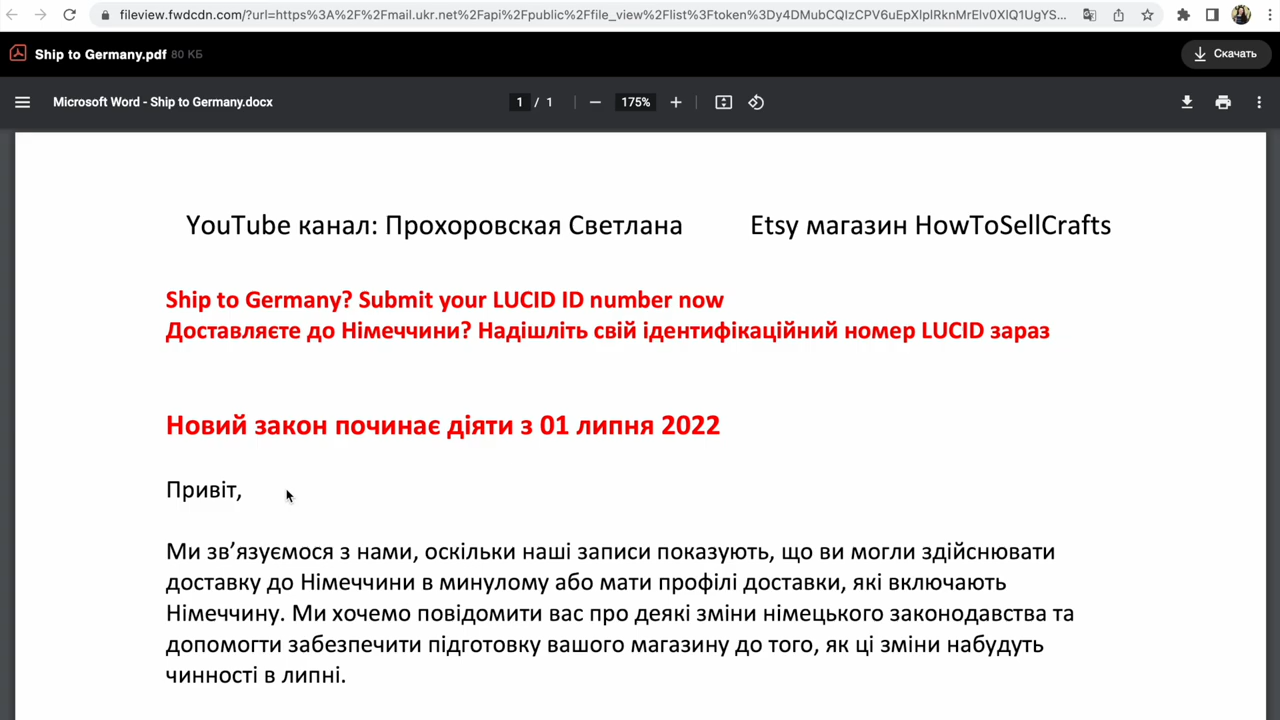 fileview.fwdcdn.com/?url=https%3A%2F%2Fmail.ukr.net%2Fapi%2Fpublic%2Ffile_view%2Flist%3Ftoken%3Dy4DMubCQIzCPV6uEpXlplRknMrElv0XlQ1UgYS...
Ship to Germany.pdf 80 КБ
Скачать
Microsoft Word - Ship to Germany.docx
1 / 1
175%
YouTube канал: Прохоровская Светлана Etsy магазин HowToSellCrafts
Ship to Germany? Submit your LUCID ID number now
Доставляєте до Німеччини? Надішліть свій ідентифікаційний номер LUCID зараз
Новий закон починає діяти з 01 липня 2022
Привіт,
Ми зв’язуємося з нами, оскільки наші записи показують, що ви могли здійснювати
доставку до Німеччини в минулому або мати профілі доставки, які включають
Німеччину. Ми хочемо повідомити вас про деякі зміни німецького законодавства та
допомогти забезпечити підготовку вашого магазину до того, як ці зміни набудуть
чинності в липні.